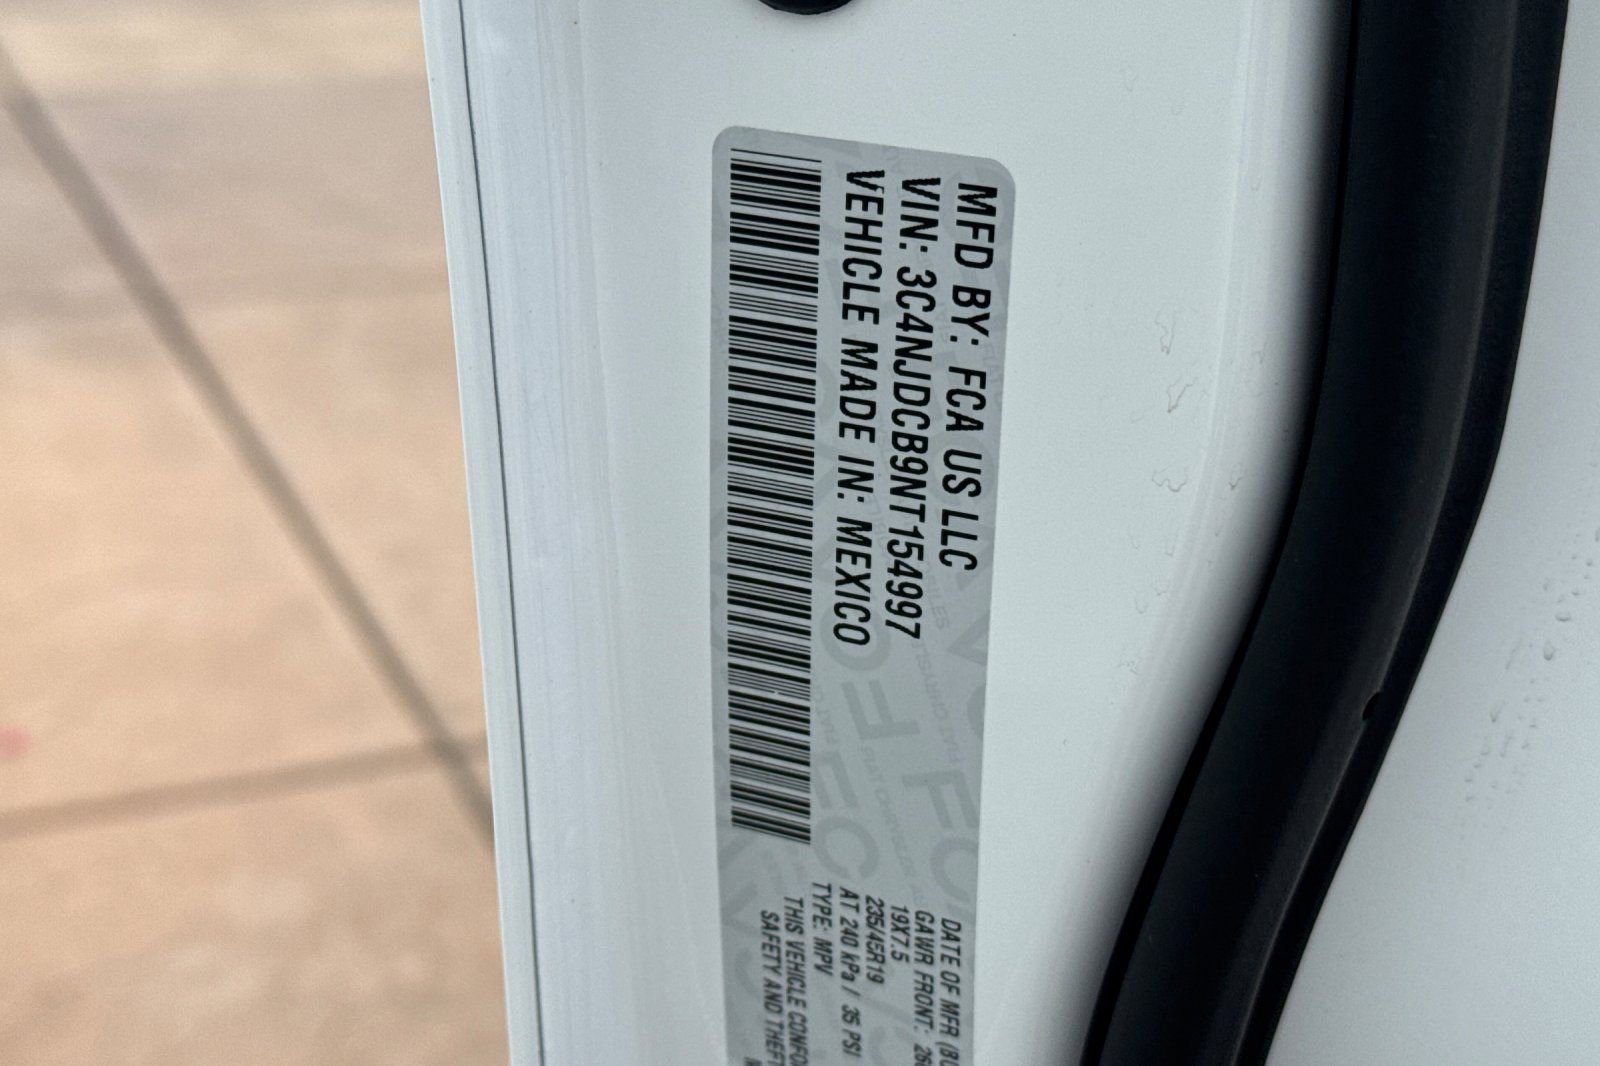 MFD BY: FCA US LLC
VIN: 3C4NJDCB9NT154997
VEHICLE MADE IN: MEXICO
DATE OF MFR
GAWR FRONT:
19X7.5
235/45R19
AT 240 kPa / 35 PSI
TYPE: MPV
THIS VEHICLE
SAFETY AND THEFT